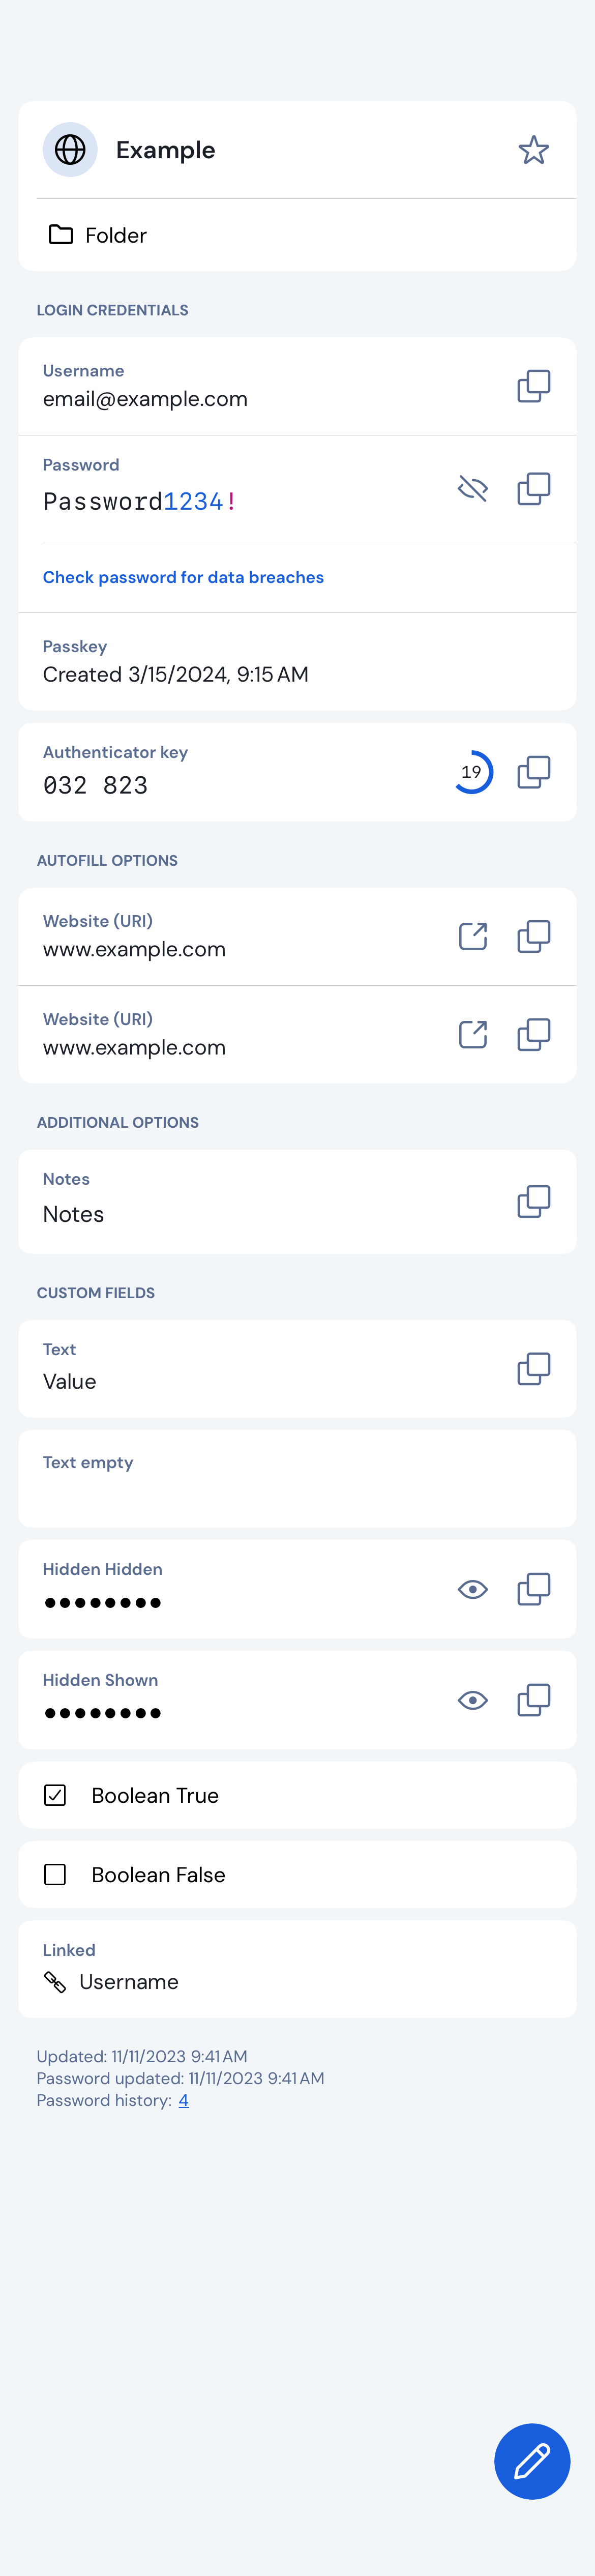 Example
Folder
LOGIN CREDENTIALS
Username
email@example.com
Password
Password1234!
Check password for data breaches
Passkey
Created 3/15/2024, 9:15 AM
Authenticator key
032 823
19
AUTOFILL OPTIONS
Website (URI)
www.example.com
Website (URI)
www.example.com
ADDITIONAL OPTIONS
Notes
Notes
CUSTOM FIELDS
Text
Value
Text empty
Hidden Hidden
••••••••
Hidden Shown
••••••••
Boolean True
Boolean False
Linked
Username
Updated: 11/11/2023 9:41 AM
Password updated: 11/11/2023 9:41 AM
Password history: 4